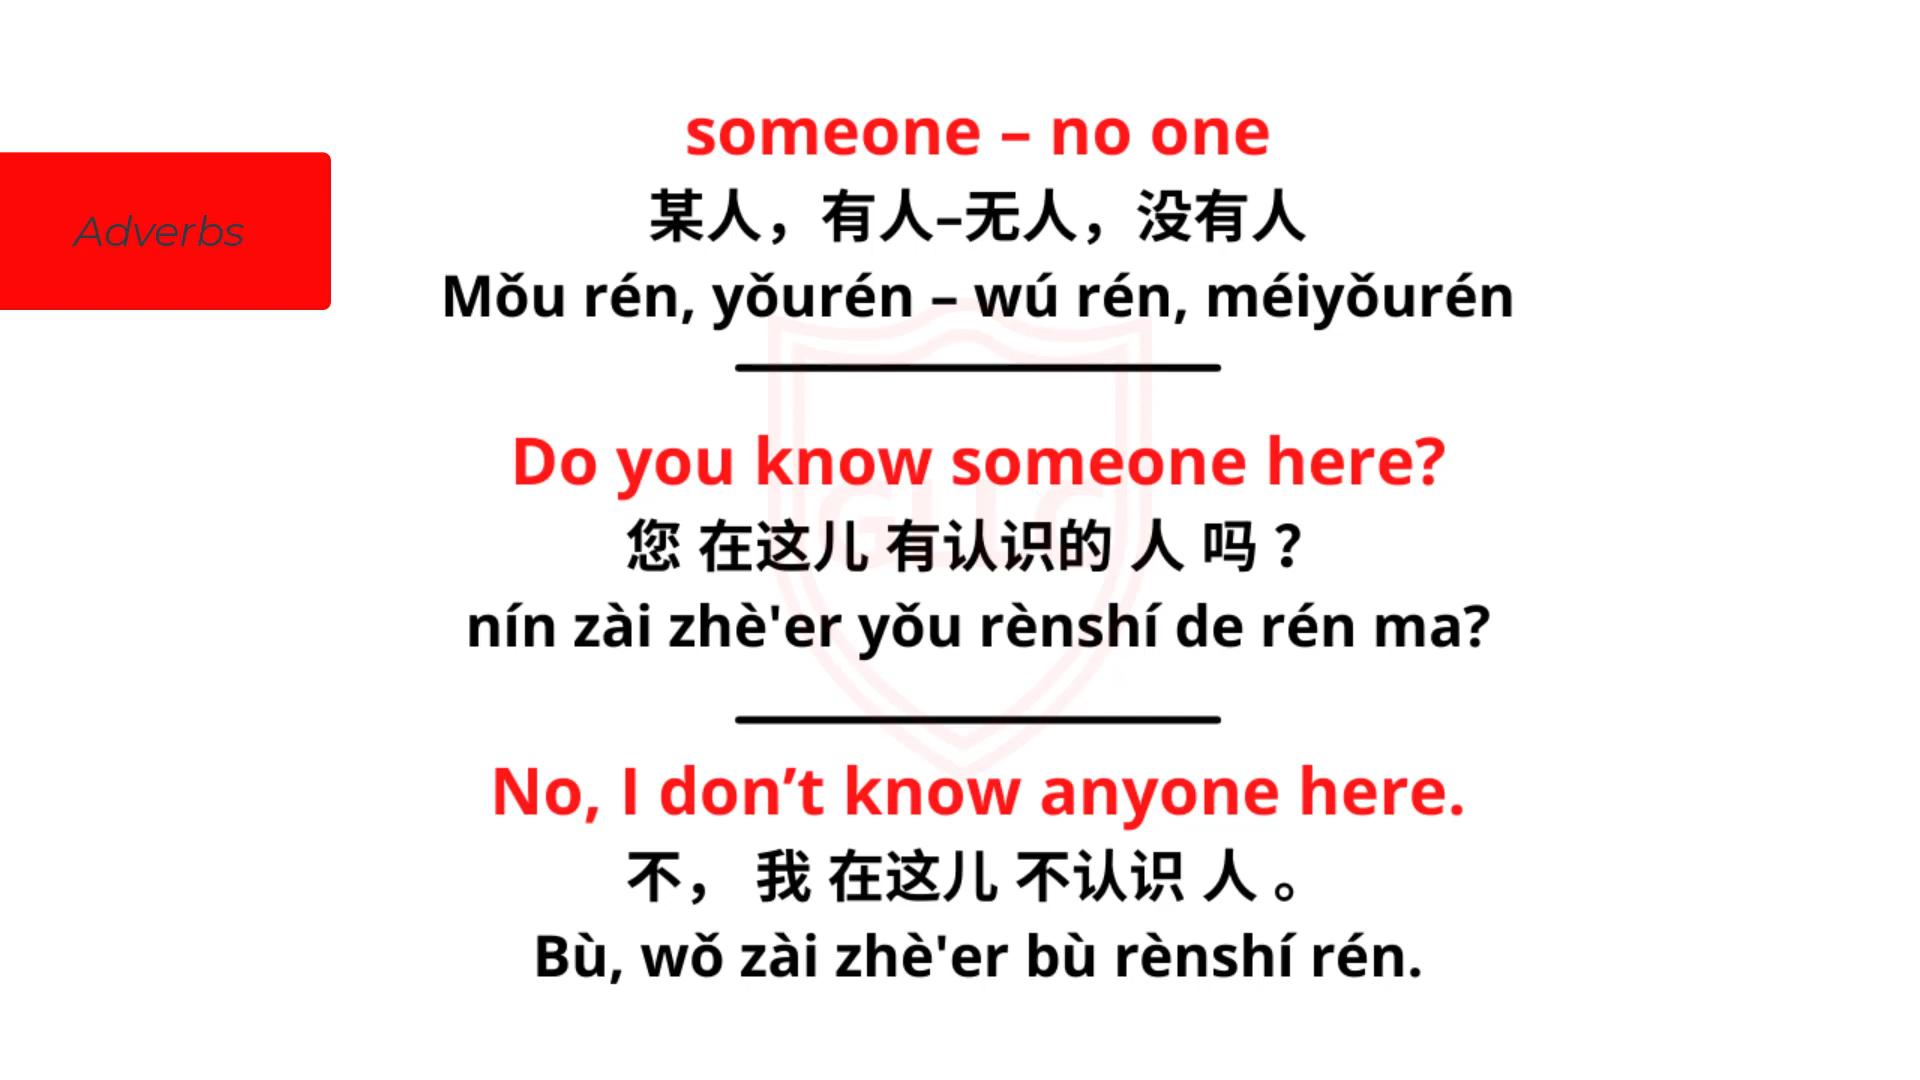 Adverbs
someone – no one
某人，有人–无人，没有人
Mǒu rén, yǒurén – wú rén, méiyǒurén
Do you know someone here?
您 在这儿 有认识的 人 吗 ?
nín zài zhè'er yǒu rènshí de rén ma?
GLLC
No, I don’t know anyone here.
不， 我 在这儿 不认识 人 。
Bù, wǒ zài zhè'er bù rènshí rén.